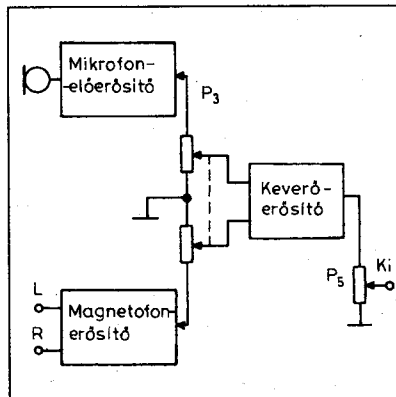 Mikrofon-
-előerősítő
P3
Keverő-
erősítő
P5
Ki
L
R
Magnetofon-
erősítő